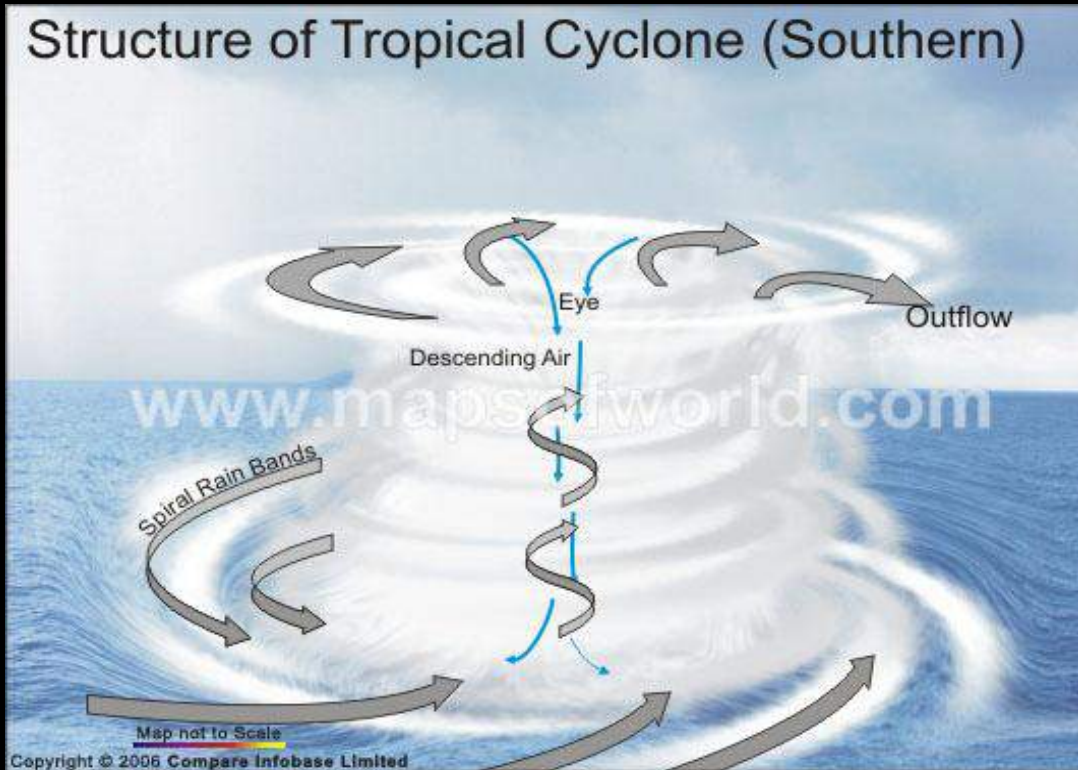 Structure of Tropical Cyclone (Southern)
Eye
Outflow
Descending Air
www.mapsofworld.com
Spiral Rain Bands
Map not to Scale
Copyright © 2006 Compare Infobase Limited